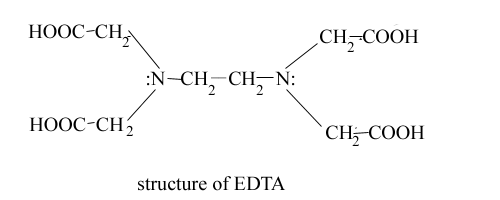 HOOC-CH2 CH2-COOH
:N-CH2-CH2-N:
HOOC-CH2 CH2-COOH
structure of EDTA